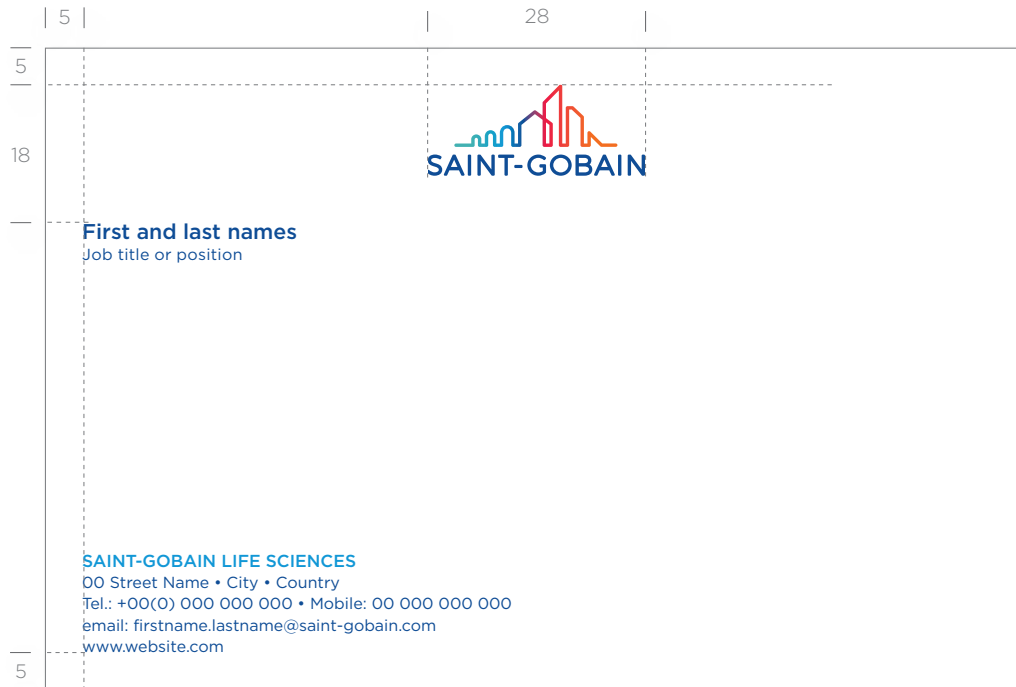 5
28
5
18
SAINT-GOBAIN
First and last names
Job title or position
SAINT-GOBAIN LIFE SCIENCES
00 Street Name • City • Country
Tel.: +00(0) 000 000 000 • Mobile: 00 000 000 000
email: firstname.lastname@saint-gobain.com
www.website.com
5